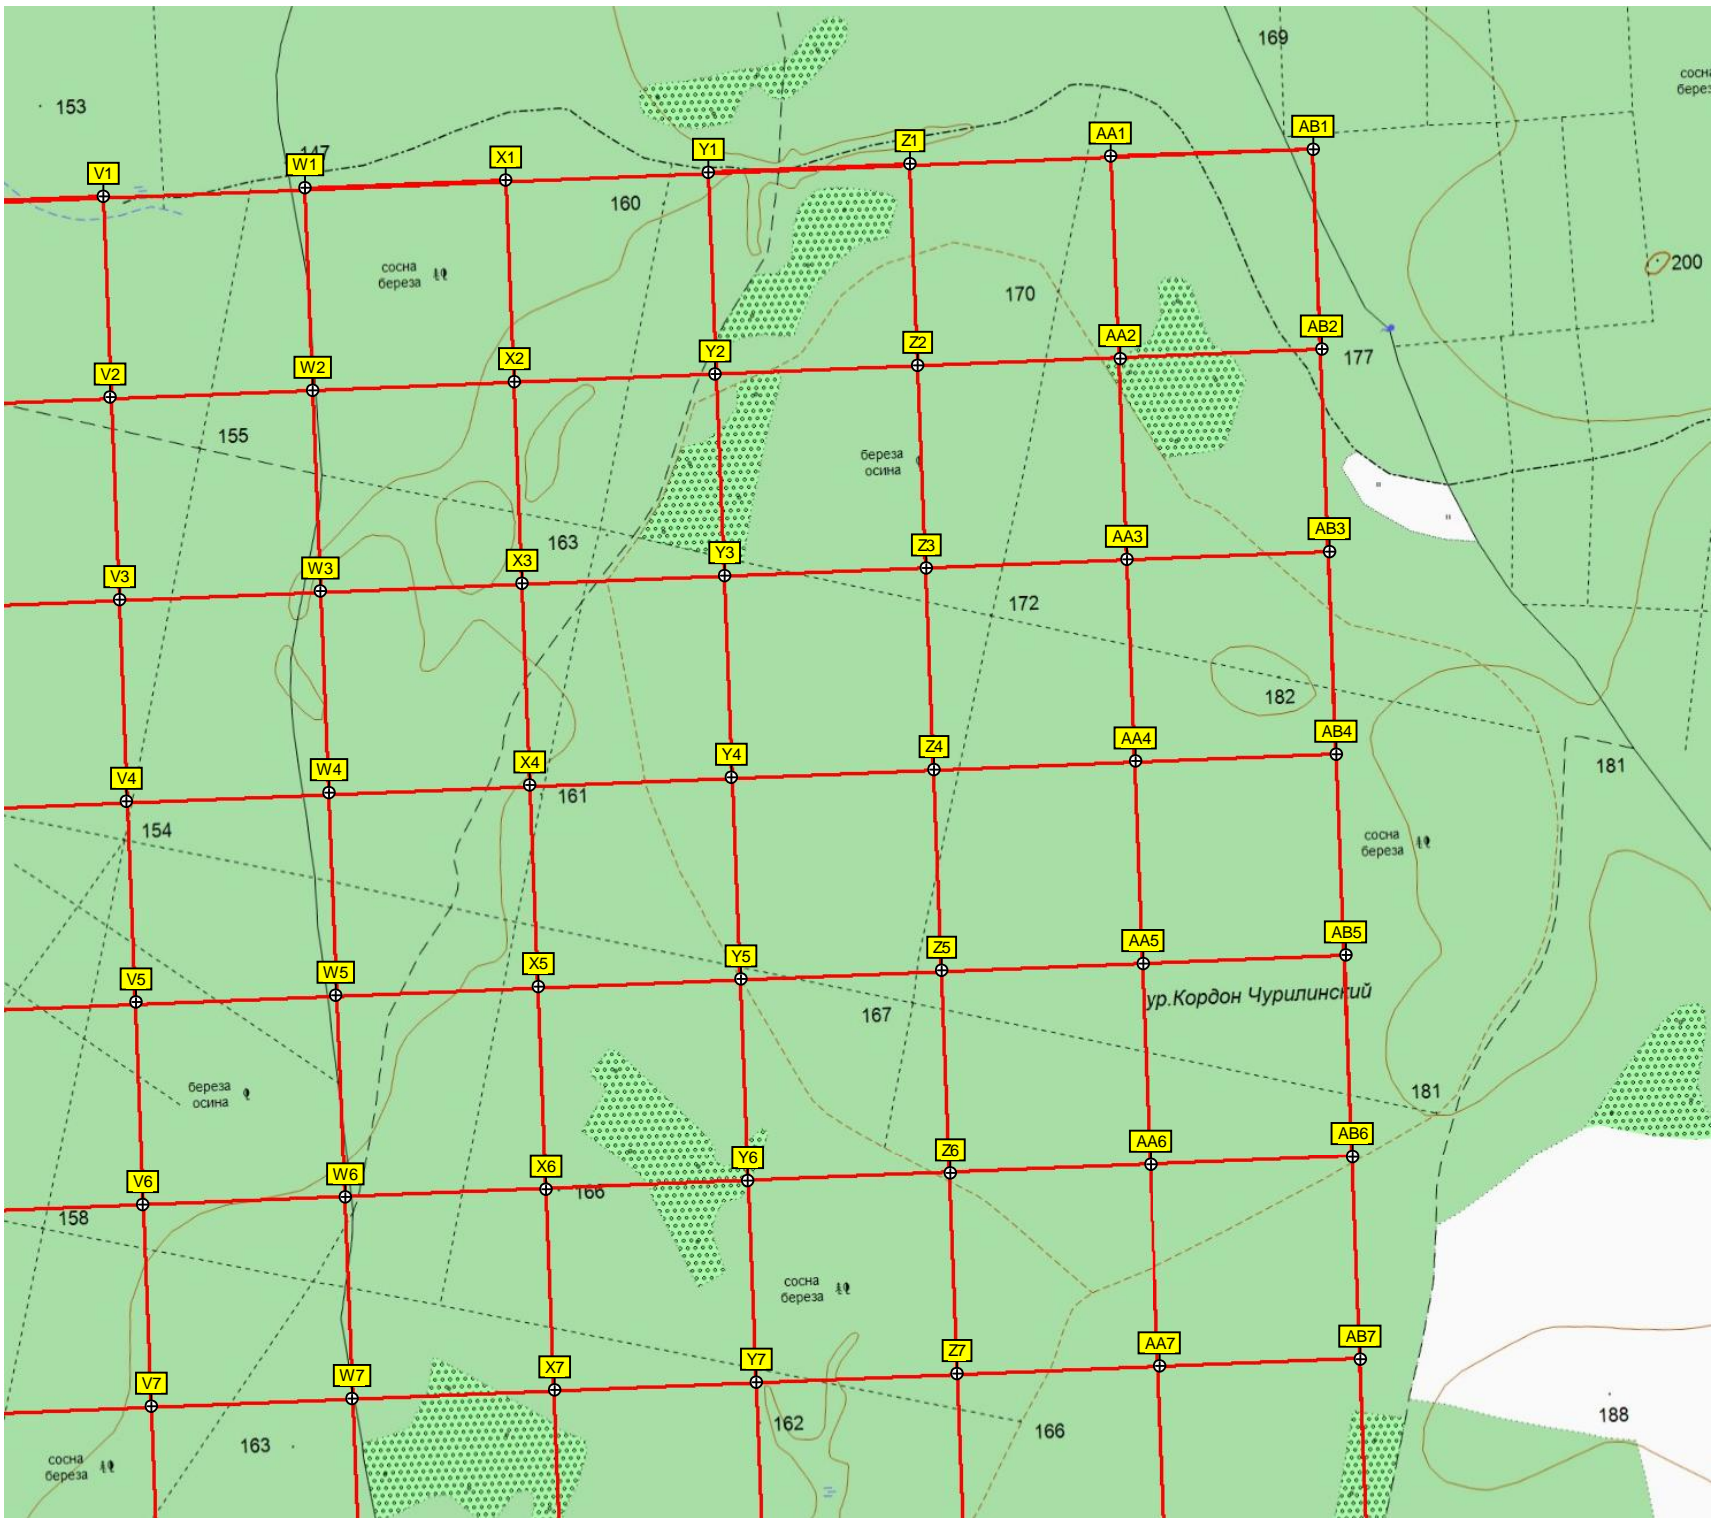 169
сосна
153
147
AB1
AA1
Z1
Y1
X1
W1
V1
160
сосна
береза
170
200
AB2
177
AA2
Z2
Y2
X2
W2
V2
155
береза
осина
AB3
AA3
Z3
Y3
163
X3
W3
V3
172
182
AB4
AA4
Z4
Y4
X4
W4
V4
181
161
154
сосна
береза
AB5
AA5
Z5
Y5
X5
W5
V5
ур.Кордон Чурилинский
167
береза
осина
181
AB6
AA6
Z6
Y6
X6
W6
V6
166
158
сосна
береза
AB7
AA7
Z7
Y7
X7
W7
V7
188
162
166
163
сосна
береза